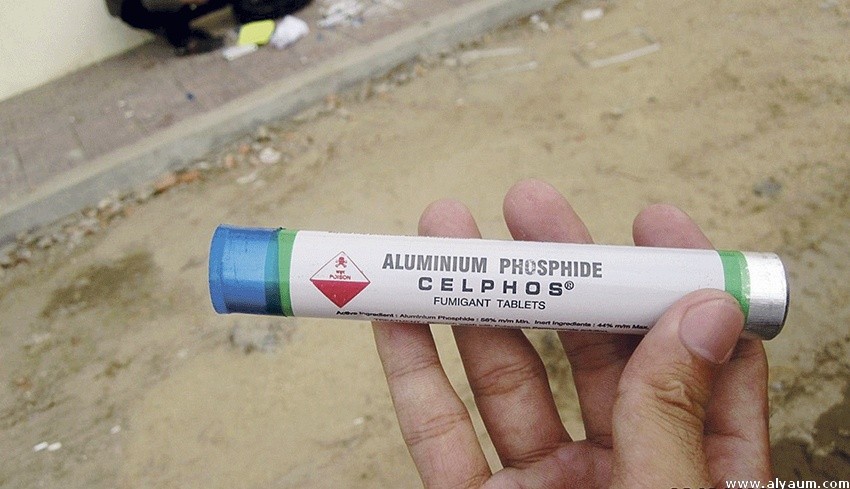 ALUMINIUM PHOSPHIDE
CELPHOS®
FUMIGANT TABLETS
POISON
Active Ingredient : Aluminium Phosphide : 56% m/m Min. Inert Ingredients : 44% m/m Max.
www.alyaum.com